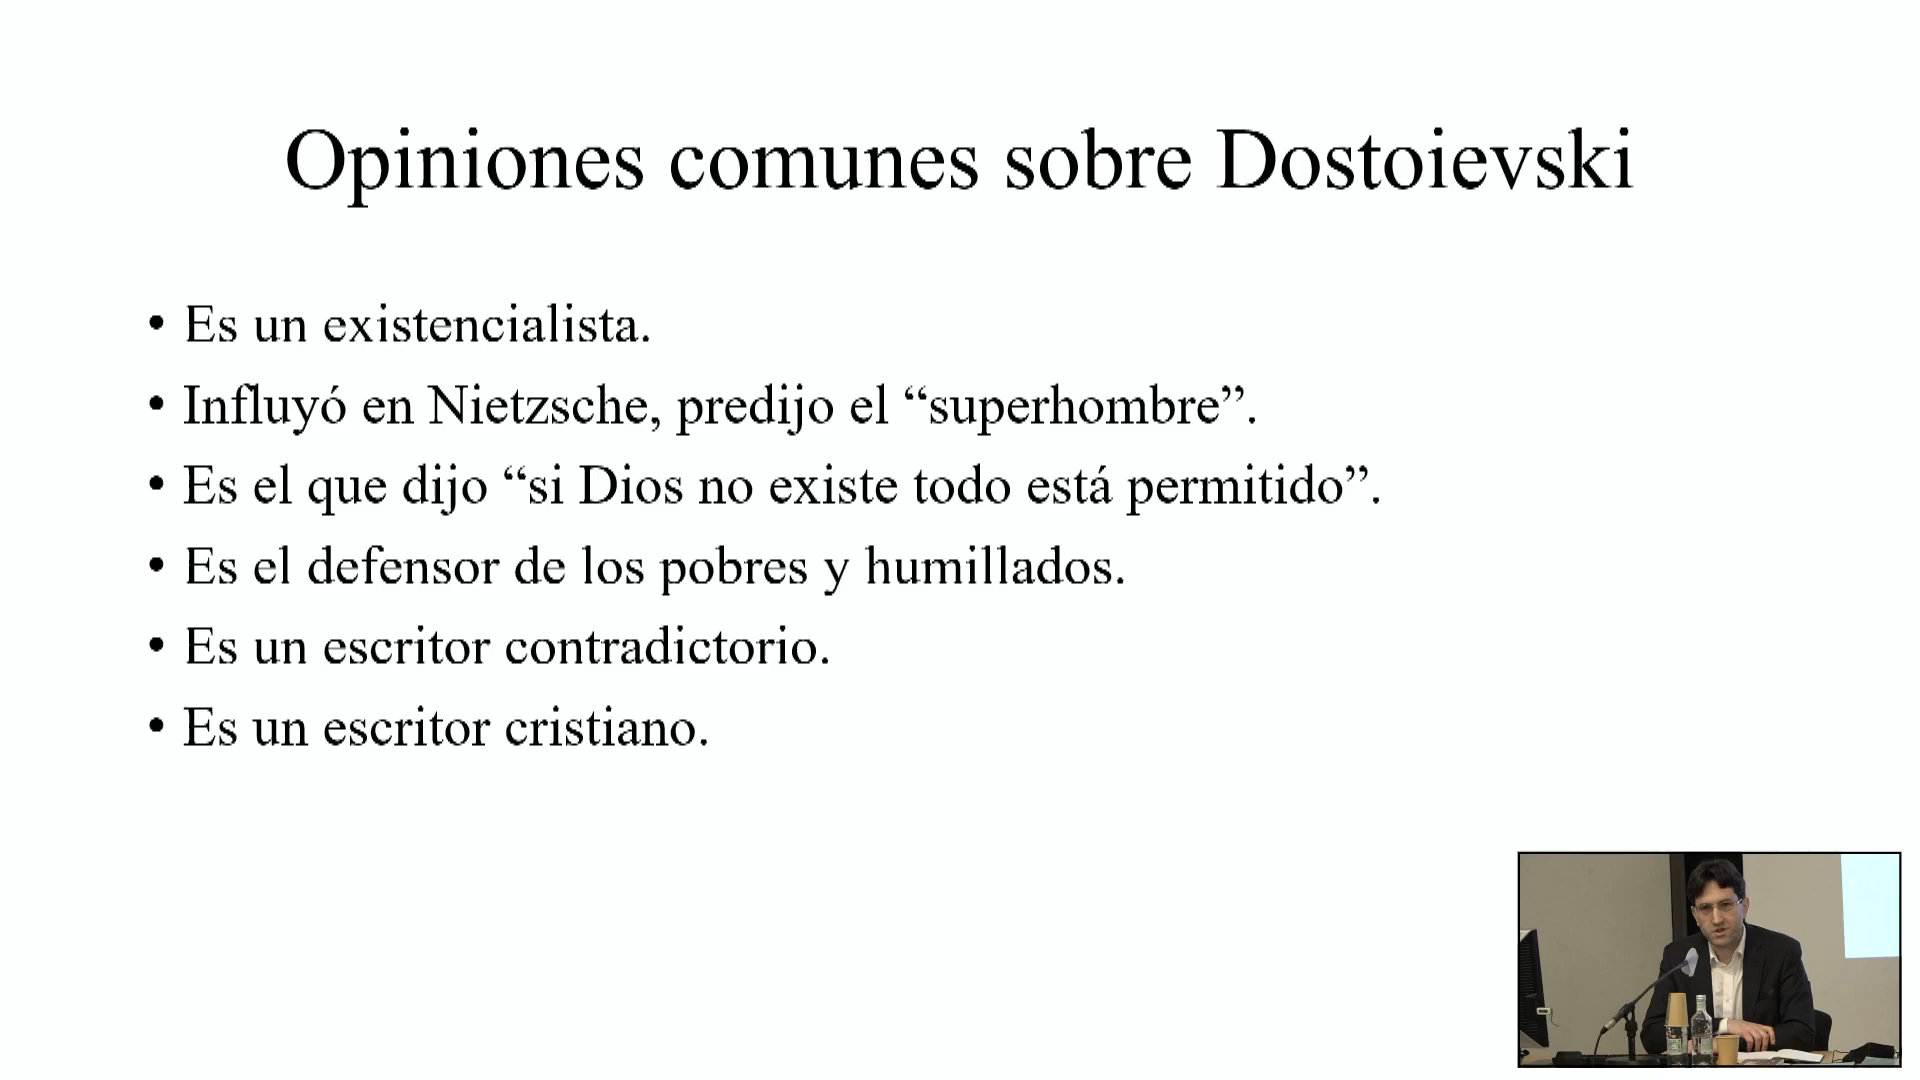 Opiniones comunes sobre Dostoievski
• Es un existencialista.
• Influyó en Nietzsche, predijo el “superhombre”.
• Es el que dijo “si Dios no existe todo está permitido”.
• Es el defensor de los pobres y humillados.
• Es un escritor contradictorio.
• Es un escritor cristiano.